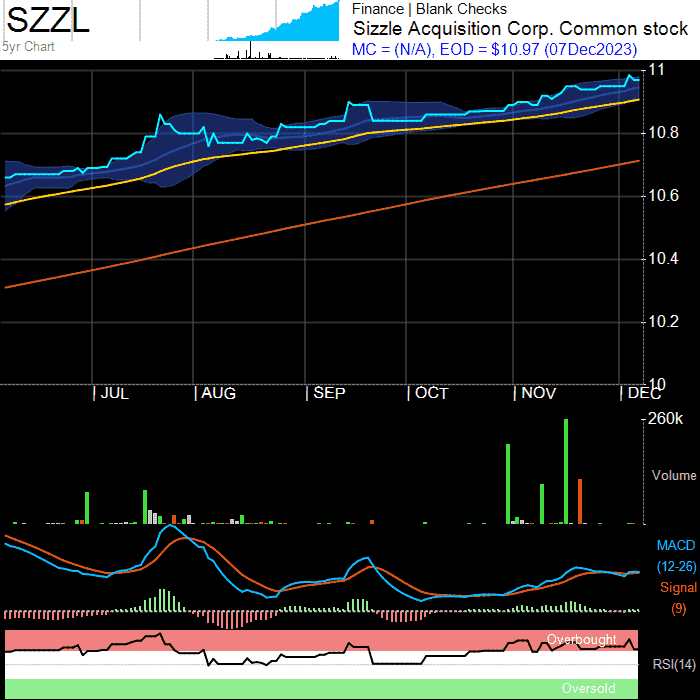 SZZL
5yr Chart
Finance | Blank Checks
Sizzle Acquisition Corp. Common stock
MC = (N/A), EOD = $10.97 (07Dec2023)
11
10.8
10.6
10.4
10.2
10
| JUL | AUG | SEP | OCT | NOV | DEC
260k
Volume
MACD
(12-26)
Signal
(9)
Overbought
RSI(14)
Oversold